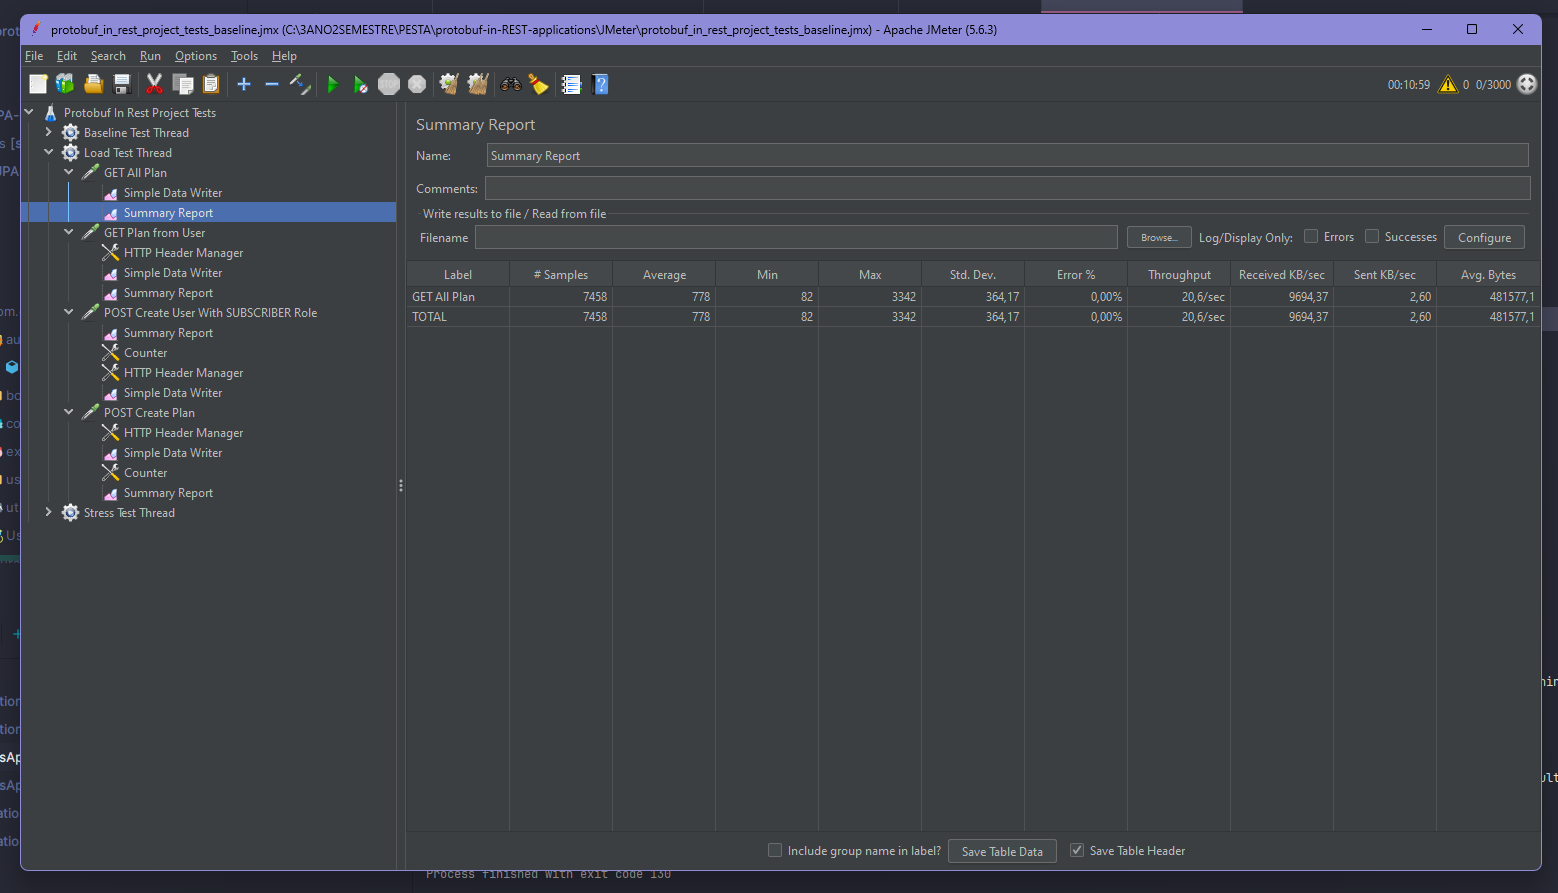 protobuf_in_rest_project_tests_baseline.jmx (C:\3ANO2SEMESTRE\PESTA\protobuf-in-REST-applications\JMeter\protobuf_in_rest_project_tests_baseline.jmx) - Apache JMeter (5.6.3)
File Edit Search Run Options Tools Help
00:10:59 0 0/3000
Protobuf In Rest Project Tests
Baseline Test Thread
Load Test Thread
GET All Plan
Simple Data Writer
Summary Report
GET Plan from User
HTTP Header Manager
Simple Data Writer
Summary Report
POST Create User With SUBSCRIBER Role
Summary Report
Counter
HTTP Header Manager
Simple Data Writer
POST Create Plan
HTTP Header Manager
Simple Data Writer
Counter
Summary Report
Stress Test Thread
Summary Report
Name: Summary Report
Comments:
Write results to file / Read from file
Filename Browse... Log/Display Only: Errors Successes Configure
Label # Samples Average Min Max Std. Dev. Error % Throughput Received KB/sec Sent KB/sec Avg. Bytes
GET All Plan 7458 778 82 3342 364,17 0,00% 20,6/sec 9694,37 2,60 481577,1
TOTAL 7458 778 82 3342 364,17 0,00% 20,6/sec 9694,37 2,60 481577,1
Include group name in label? Save Table Data Save Table Header
Process finished with exit code 130